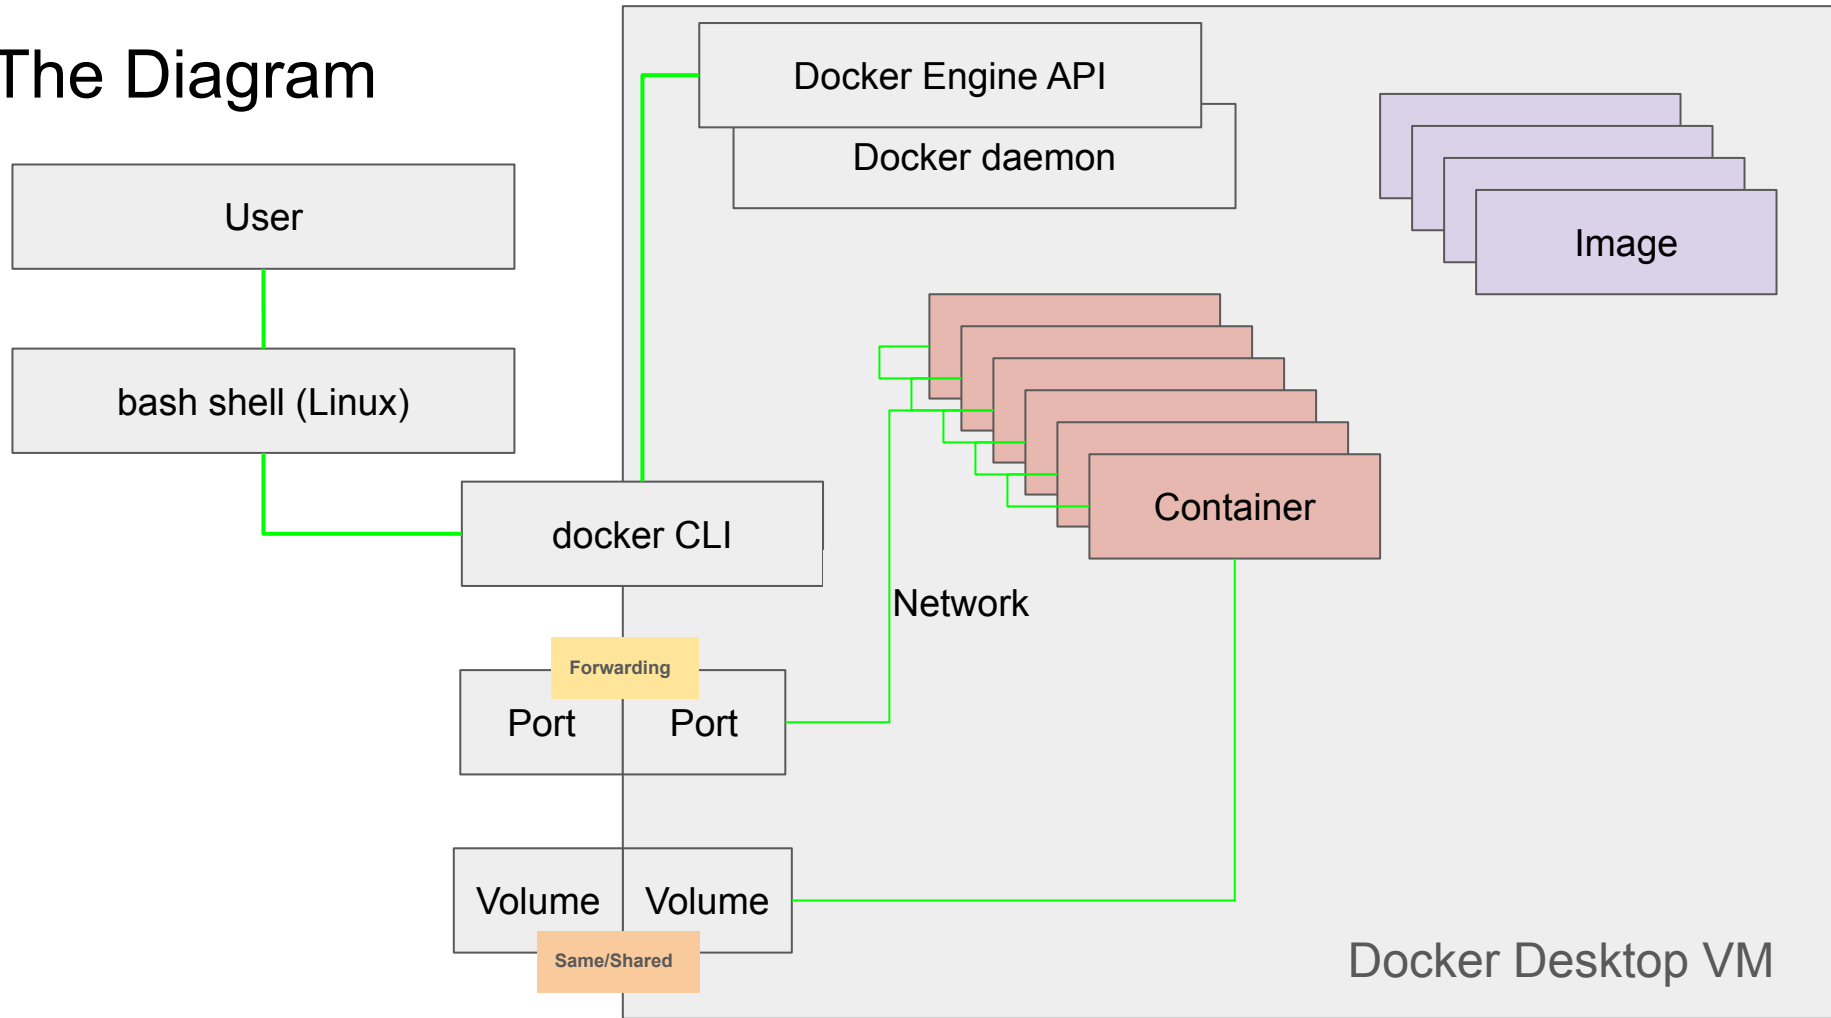 The Diagram
Docker Engine API
Docker daemon
User
Image
bash shell (Linux)
Container
docker CLI
Network
Forwarding
Port
Port
Volume
Volume
Same/Shared
Docker Desktop VM